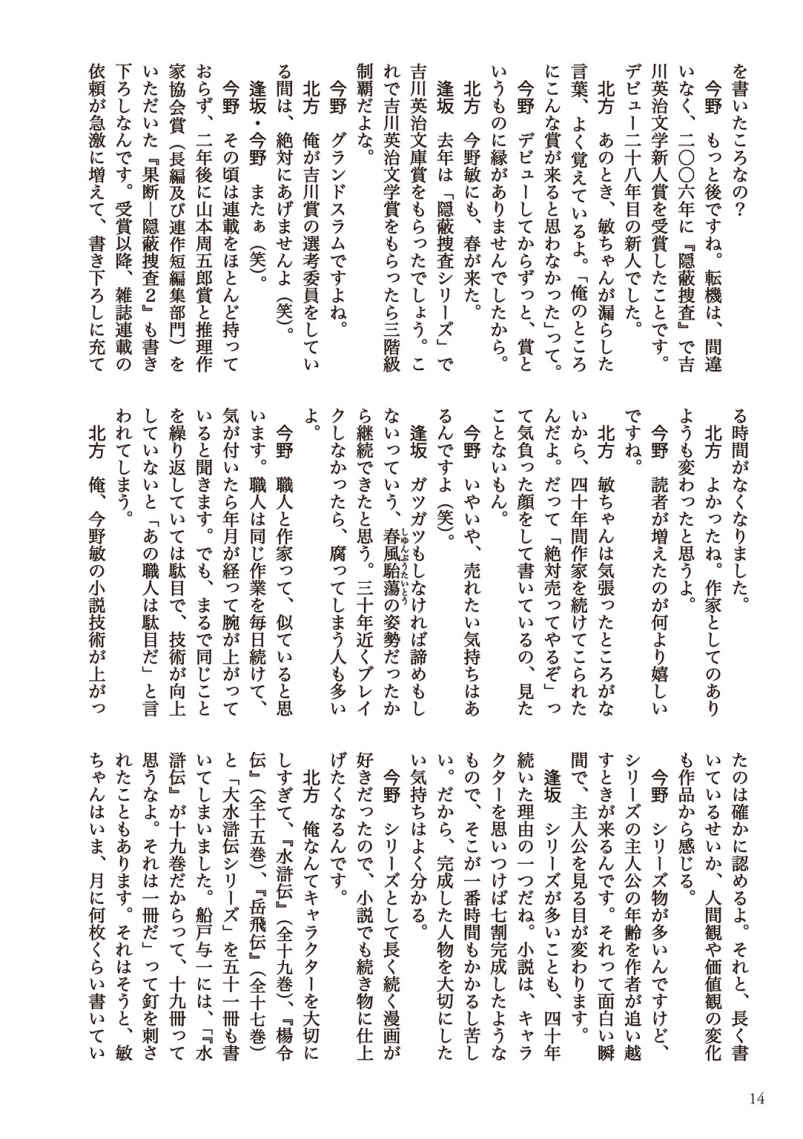 を書いたころなの？
今野　もっと後ですね。転機は、間違
いなく、二〇〇六年に『隠蔽捜査』で吉
川英治文学新人賞を受賞したことです。
デビュー二十八年目の新人でした。
北方　あのとき、敏ちゃんが漏らした
言葉、よく覚えているよ。「俺のところ
にこんな賞が来ると思わなかった」って。
今野　デビューしてからずっと、賞と
いうものに縁がありませんでしたから。
北方　今野敏にも、春が来た。
逢坂　去年は「隠蔽捜査シリーズ」で
吉川英治文庫賞をもらったでしょう。こ
れで吉川英治文学賞をもらったら三階級
制覇だよな。
今野　グランドスラムですよね。
北方　俺が吉川賞の選考委員をしてい
る間は、絶対にあげませんよ（笑）。
逢坂・今野　またぁ（笑）。
今野　その頃は連載をほとんど持って
おらず、二年後に山本周五郎賞と推理作
家協会賞（長編及び連作短編集部門）を
いただいた『果断―隠蔽捜査２』も書き
下ろしなんです。受賞以降、雑誌連載の
依頼が急激に増えて、書き下ろしに充て
る時間がなくなりました。
北方　よかったね。作家としてのあり
ようも変わったと思うよ。
今野　読者が増えたのが何より嬉しい
ですね。
北方　敏ちゃんは気張ったところがな
いから、四十年間作家を続けてこられた
んだよ。だって「絶対売ってやるぞ」っ
て気負った顔をして書いているの、見た
ことないもん。
今野　いやいや、売れたい気持ちはあ
るんですよ（笑）。
逢坂　ガツガツもしなければ諦めもし
ないっていう、春風駘蕩しゅんぷうたいとうの姿勢だったか
ら継続できたと思う。三十年近くブレイ
クしなかったら、腐ってしまう人も多い
よ。
今野　職人と作家って、似ていると思
います。職人は同じ作業を毎日続けて、
気が付いたら年月が経って腕が上がって
いると聞きます。でも、まるで同じこと
を繰り返していては駄目で、技術が向上
していないと「あの職人は駄目だ」と言
われてしまう。
北方　俺、今野敏の小説技術が上がっ
たのは確かに認めるよ。それと、長く書
いているせいか、人間観や価値観の変化
も作品から感じる。
今野　シリーズ物が多いんですけど、
シリーズの主人公の年齢を作者が追い越
すときが来るんです。それって面白い瞬
間で、主人公を見る目が変わります。
逢坂　シリーズが多いことも、四十年
続いた理由の一つだね。小説は、キャラ
クターを思いつけば七割完成したような
もので、そこが一番時間もかかるし苦し
い。だから、完成した人物を大切にした
い気持ちはよく分かる。
今野　シリーズとして長く続く漫画が
好きだったので、小説でも続き物に仕上
げたくなるんです。
北方　俺なんてキャラクターを大切に
しすぎて、『水滸伝』（全十九巻）、『楊令
伝』（全十五巻）、『岳飛伝』（全十七巻）
と「大水滸伝シリーズ」を五十一冊も書
いてしまいました。船戸与一には、「『水
滸伝』が十九巻だからって、十九冊って
思うなよ。それは一冊だ」って釘を刺さ
れたこともあります。それはそうと、敏
ちゃんはいま、月に何枚くらい書いてい
14